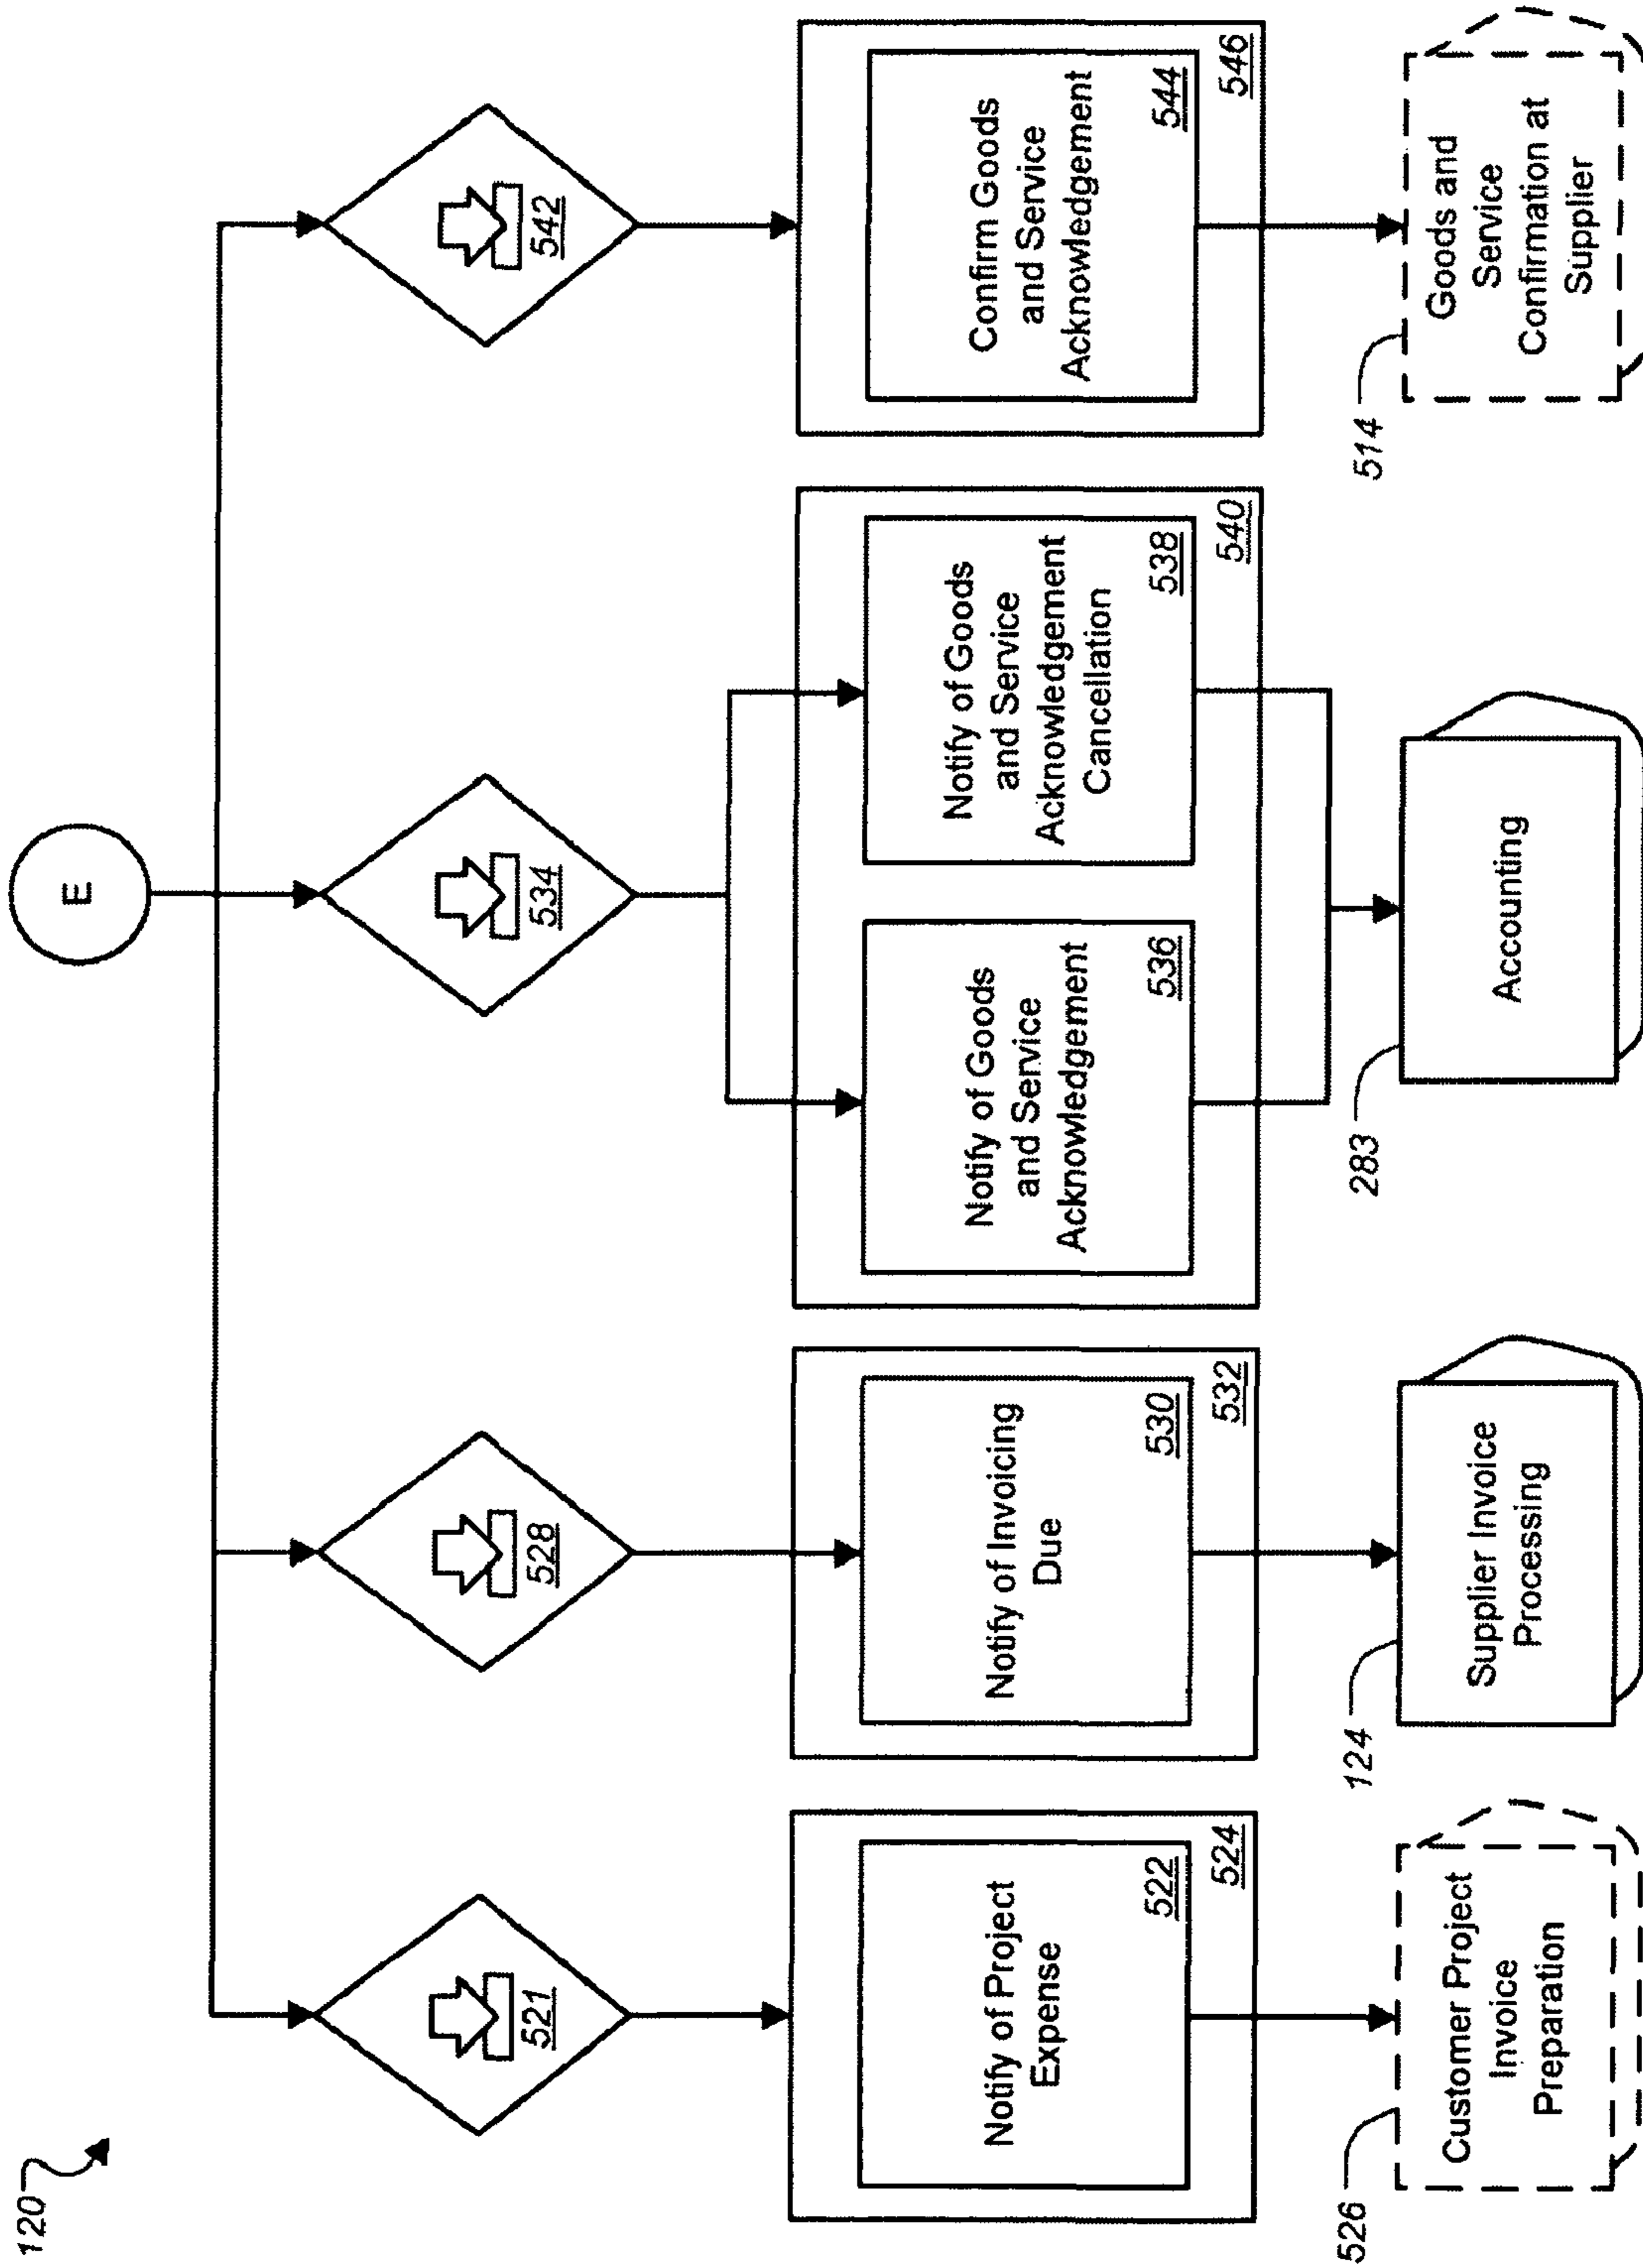 120
E
521
528
534
542
Notify of Project
Expense
522
524
Notify of Invoicing
Due
530
532
Notify of Goods
and Service
Acknowledgement
536
Notify of Goods
and Service
Acknowledgement
Cancellation
538
540
Confirm Goods
and Service
Acknowledgement
544
546
526
Customer Project
Invoice
Preparation
124
Supplier Invoice
Processing
283
Accounting
514
Goods and
Service
Confirmation at
Supplier